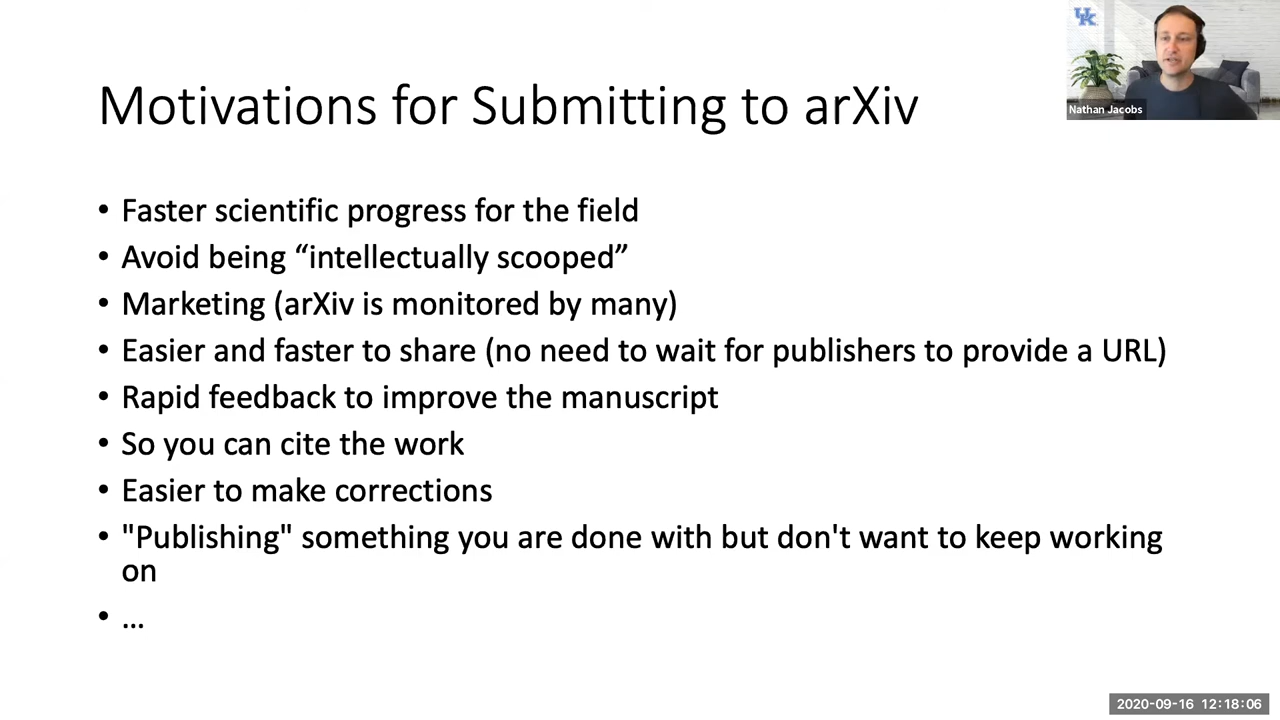 UK
Nathan Jacobs
Motivations for Submitting to arXiv
• Faster scientific progress for the field
• Avoid being “intellectually scooped”
• Marketing (arXiv is monitored by many)
• Easier and faster to share (no need to wait for publishers to provide a URL)
• Rapid feedback to improve the manuscript
• So you can cite the work
• Easier to make corrections
• "Publishing" something you are done with but don't want to keep working
on
• ...
2020-09-16 12:18:06